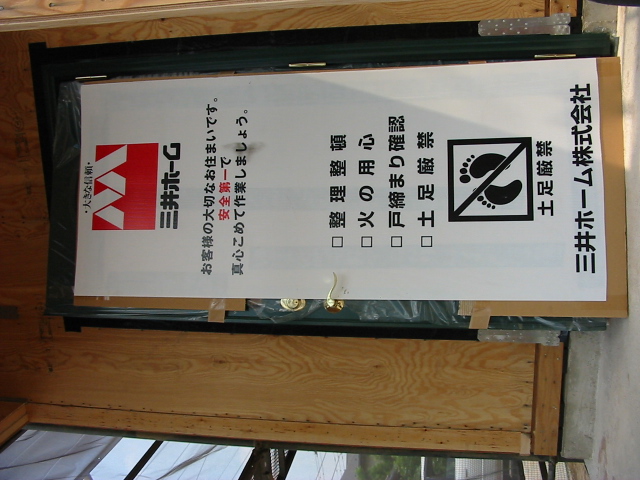 ・大きな信頼・
三井ホーム
お客様の大切なお住まいです。
安全第一で
真心こめて作業しましょう。
□ 整理整頓
□ 火の用心
□ 戸締まり確認
□ 土足厳禁
土足厳禁
三井ホーム株式会社